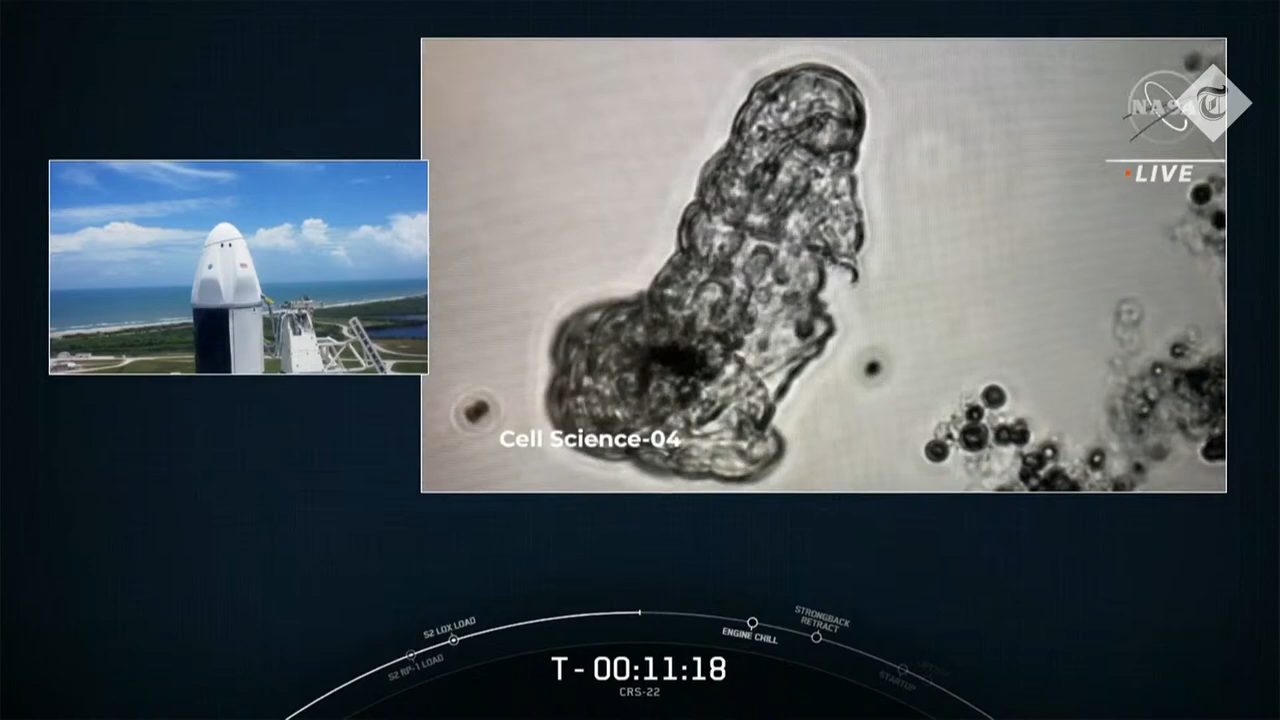 NASA
T
LIVE
Cell Science-04
S2 RP-1 LOAD
S2 LOX LOAD
ENGINE CHILL
STRONGBACK
RETRACT
STARTUP
T- 00:11:18
CRS-22